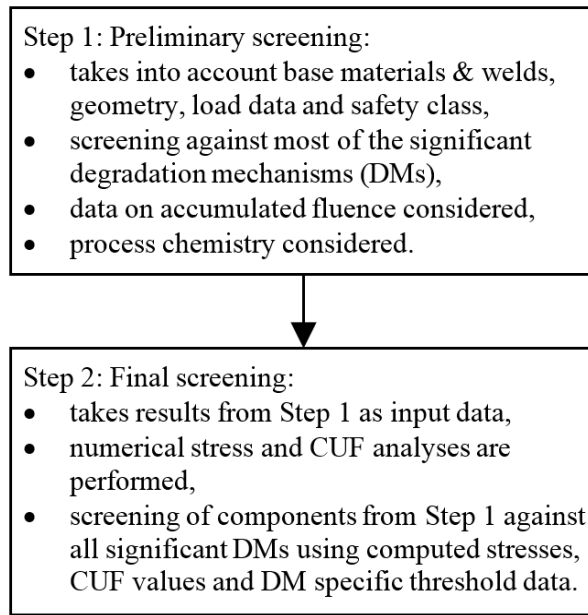 Step 1: Preliminary screening:
• takes into account base materials & welds,
geometry, load data and safety class,
• screening against most of the significant
degradation mechanisms (DMs),
• data on accumulated fluence considered,
• process chemistry considered.
Step 2: Final screening:
• takes results from Step 1 as input data,
• numerical stress and CUF analyses are
performed,
• screening of components from Step 1 against
all significant DMs using computed stresses,
CUF values and DM specific threshold data.